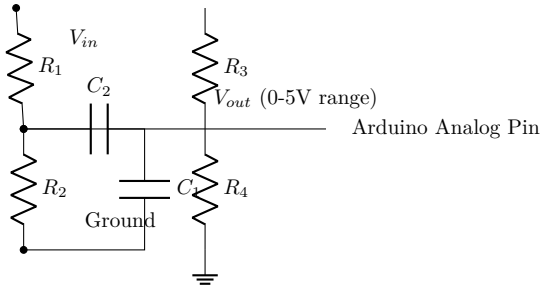 V_in
R_1
R_3
C_2
V_out (0-5V range)
Arduino Analog Pin
R_2
C_1
R_4
Ground